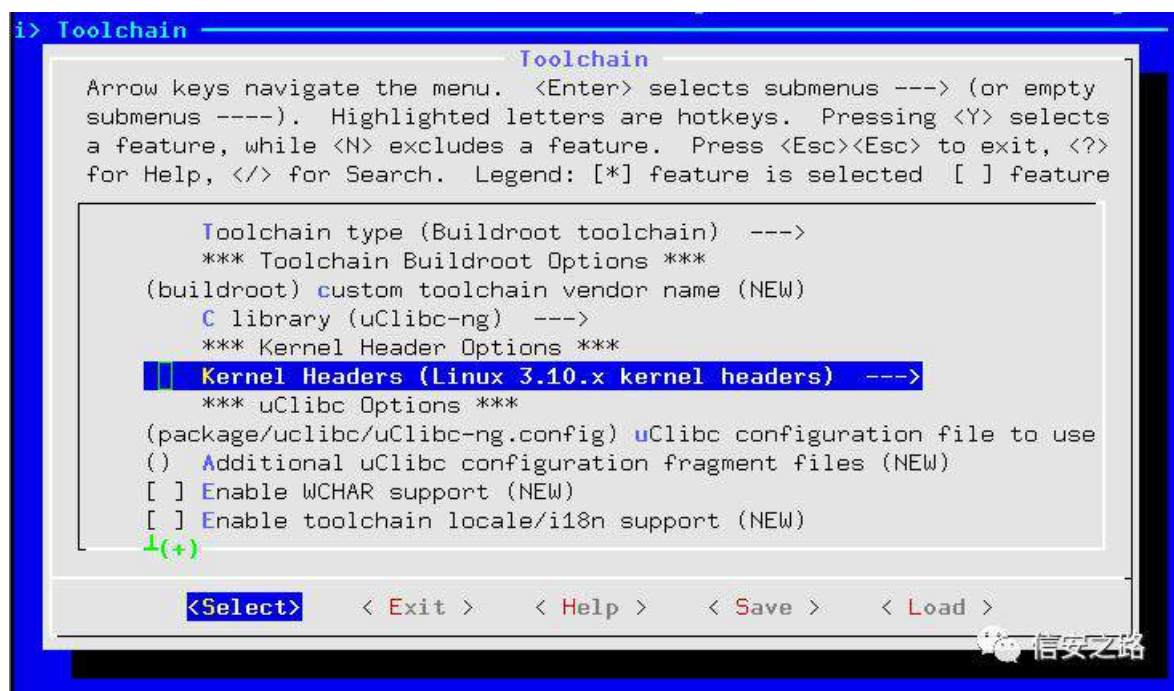 i> Toolchain
Toolchain
Arrow keys navigate the menu.  <Enter> selects submenus ---> (or empty
submenus ----).  Highlighted letters are hotkeys.  Pressing <Y> selects
a feature, while <N> excludes a feature.  Press <Esc><Esc> to exit, <?>
for Help, </> for Search.  Legend: [*] feature is selected  [ ] feature
Toolchain type (Buildroot toolchain)  --->
*** Toolchain Buildroot Options ***
(buildroot) custom toolchain vendor name (NEW)
C library (uClibc-ng)  --->
*** Kernel Header Options ***
Kernel Headers (Linux 3.10.x kernel headers)  --->
*** uClibc Options ***
(package/uclibc/uClibc-ng.config) uClibc configuration file to use
()  Additional uClibc configuration fragment files (NEW)
[ ] Enable WCHAR support (NEW)
[ ] Enable toolchain locale/i18n support (NEW)
┴(+)
<Select>    < Exit >    < Help >    < Save >    < Load >
信安之路